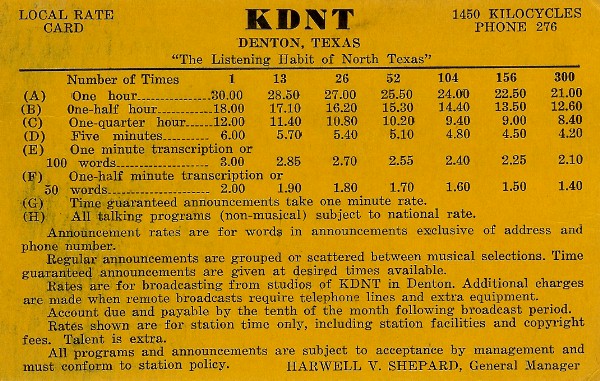 LOCAL RATE CARD
KDNT
1450 KILOCYCLES
PHONE 276
DENTON, TEXAS
"The Listening Habit of North Texas"
Number of Times 1 13 26 52 104 156 300
(A) One hour 30.00 28.50 27.00 25.50 24.00 22.50 21.00
(B) One-half hour 18.00 17.10 16.20 15.30 14.40 13.50 12.60
(C) One-quarter hour 12.00 11.40 10.80 10.20 9.40 9.00 8.40
(D) Five minutes 6.00 5.70 5.40 5.10 4.80 4.50 4.20
(E) One minute transcription or
100 words 3.00 2.85 2.70 2.55 2.40 2.25 2.10
(F) One-half minute transcription or
50 words 2.00 1.90 1.80 1.70 1.60 1.50 1.40
(G) Time guaranteed announcements take one minute rate.
(H) All talking programs (non-musical) subject to national rate.
Announcement rates are for words in announcements exclusive of address and
phone number.
Regular announcements are grouped or scattered between musical selections. Time
guaranteed announcements are given at desired times available.
Rates are for broadcasting from studios of KDNT in Denton. Additional charges
are made when remote broadcasts require telephone lines and extra equipment.
Account due and payable by the tenth of the month following broadcast period.
Rates shown are for station time only, including station facilities and copyright
fees. Talent is extra.
All programs and announcements are subject to acceptance by management and
must conform to station policy. HARWELL V. SHEPARD, General Manager